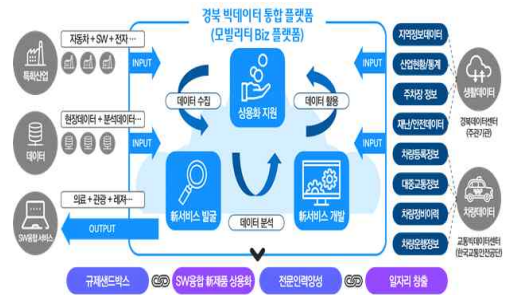 경북 빅데이터 통합 플랫폼
(모빌리티 Biz 플랫폼)
자동차 + SW + 전자 …
특화산업
INPUT
현장데이터 + 분석데이터…
데이터
INPUT
의료 + 관광 + 레져…
SW융합 서비스
OUTPUT
상용화 지원
데이터 수집
데이터 활용
新서비스 발굴
新서비스 개발
데이터 분석
INPUT
INPUT
지역정보데이터
산업현황/통계
주차장 정보
재난/안전데이터
차량등록정보
대중교통정보
차량정비이력
차량운행정보
생활데이터
경북데이터센터
(주관기관)
차량데이터
교통빅데이터센터
(한국교통안전공단)
규제샌드박스
SW융합 新제품 상용화
전문인력양성
일자리 창출